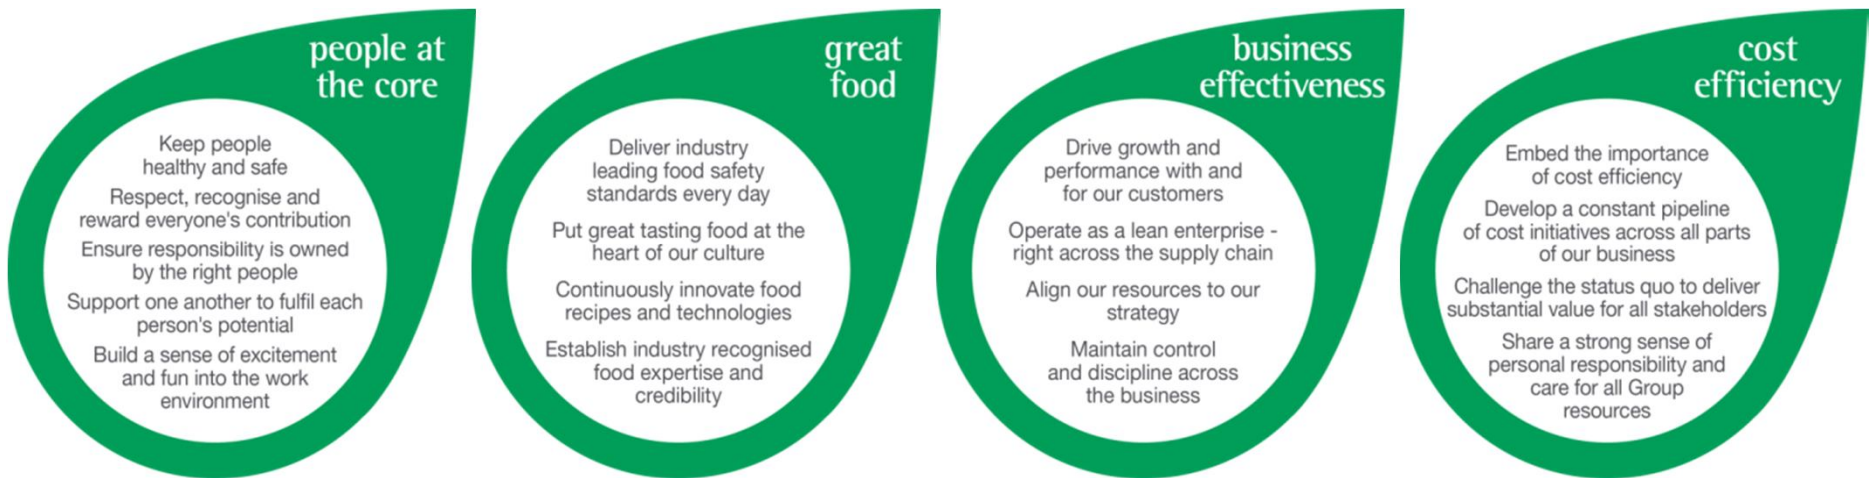 people at
the core
Keep people
healthy and safe
Respect, recognise and
reward everyone's contribution
Ensure responsibility is owned
by the right people
Support one another to fulfil each
person's potential
Build a sense of excitement
and fun into the work
environment
great
food
Deliver industry
leading food safety
standards every day
Put great tasting food at the
heart of our culture
Continuously innovate food
recipes and technologies
Establish industry recognised
food expertise and
credibility
business
effectiveness
Drive growth and
performance with and
for our customers
Operate as a lean enterprise -
right across the supply chain
Align our resources to our
strategy
Maintain control
and discipline across
the business
cost
efficiency
Embed the importance
of cost efficiency
Develop a constant pipeline
of cost initiatives across all parts
of our business
Challenge the status quo to deliver
substantial value for all stakeholders
Share a strong sense of
personal responsibility and
care for all Group
resources